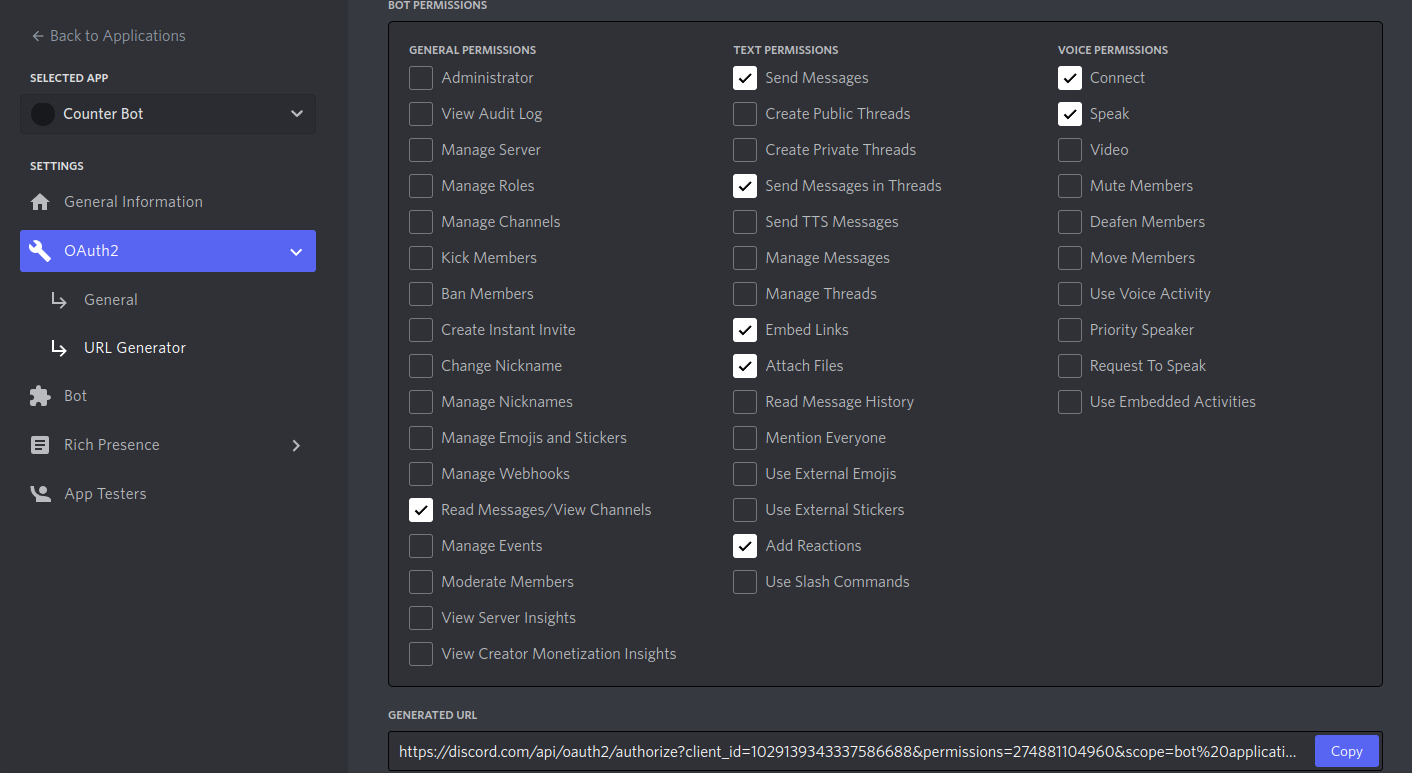 Back to Applications
SELECTED APP
Counter Bot
SETTINGS
General Information
OAuth2
General
URL Generator
Bot
Rich Presence
App Testers
BOT PERMISSIONS
GENERAL PERMISSIONS
Administrator
View Audit Log
Manage Server
Manage Roles
Manage Channels
Kick Members
Ban Members
Create Instant Invite
Change Nickname
Manage Nicknames
Manage Emojis and Stickers
Manage Webhooks
Read Messages/View Channels
Manage Events
Moderate Members
View Server Insights
View Creator Monetization Insights
TEXT PERMISSIONS
Send Messages
Create Public Threads
Create Private Threads
Send Messages in Threads
Send TTS Messages
Manage Messages
Manage Threads
Embed Links
Attach Files
Read Message History
Mention Everyone
Use External Emojis
Use External Stickers
Add Reactions
Use Slash Commands
VOICE PERMISSIONS
Connect
Speak
Video
Mute Members
Deafen Members
Move Members
Use Voice Activity
Priority Speaker
Request To Speak
Use Embedded Activities
GENERATED URL
https://discord.com/api/oauth2/authorize?client_id=1029139343337586688&permissions=274881104960&scope=bot%20applicati...
Copy